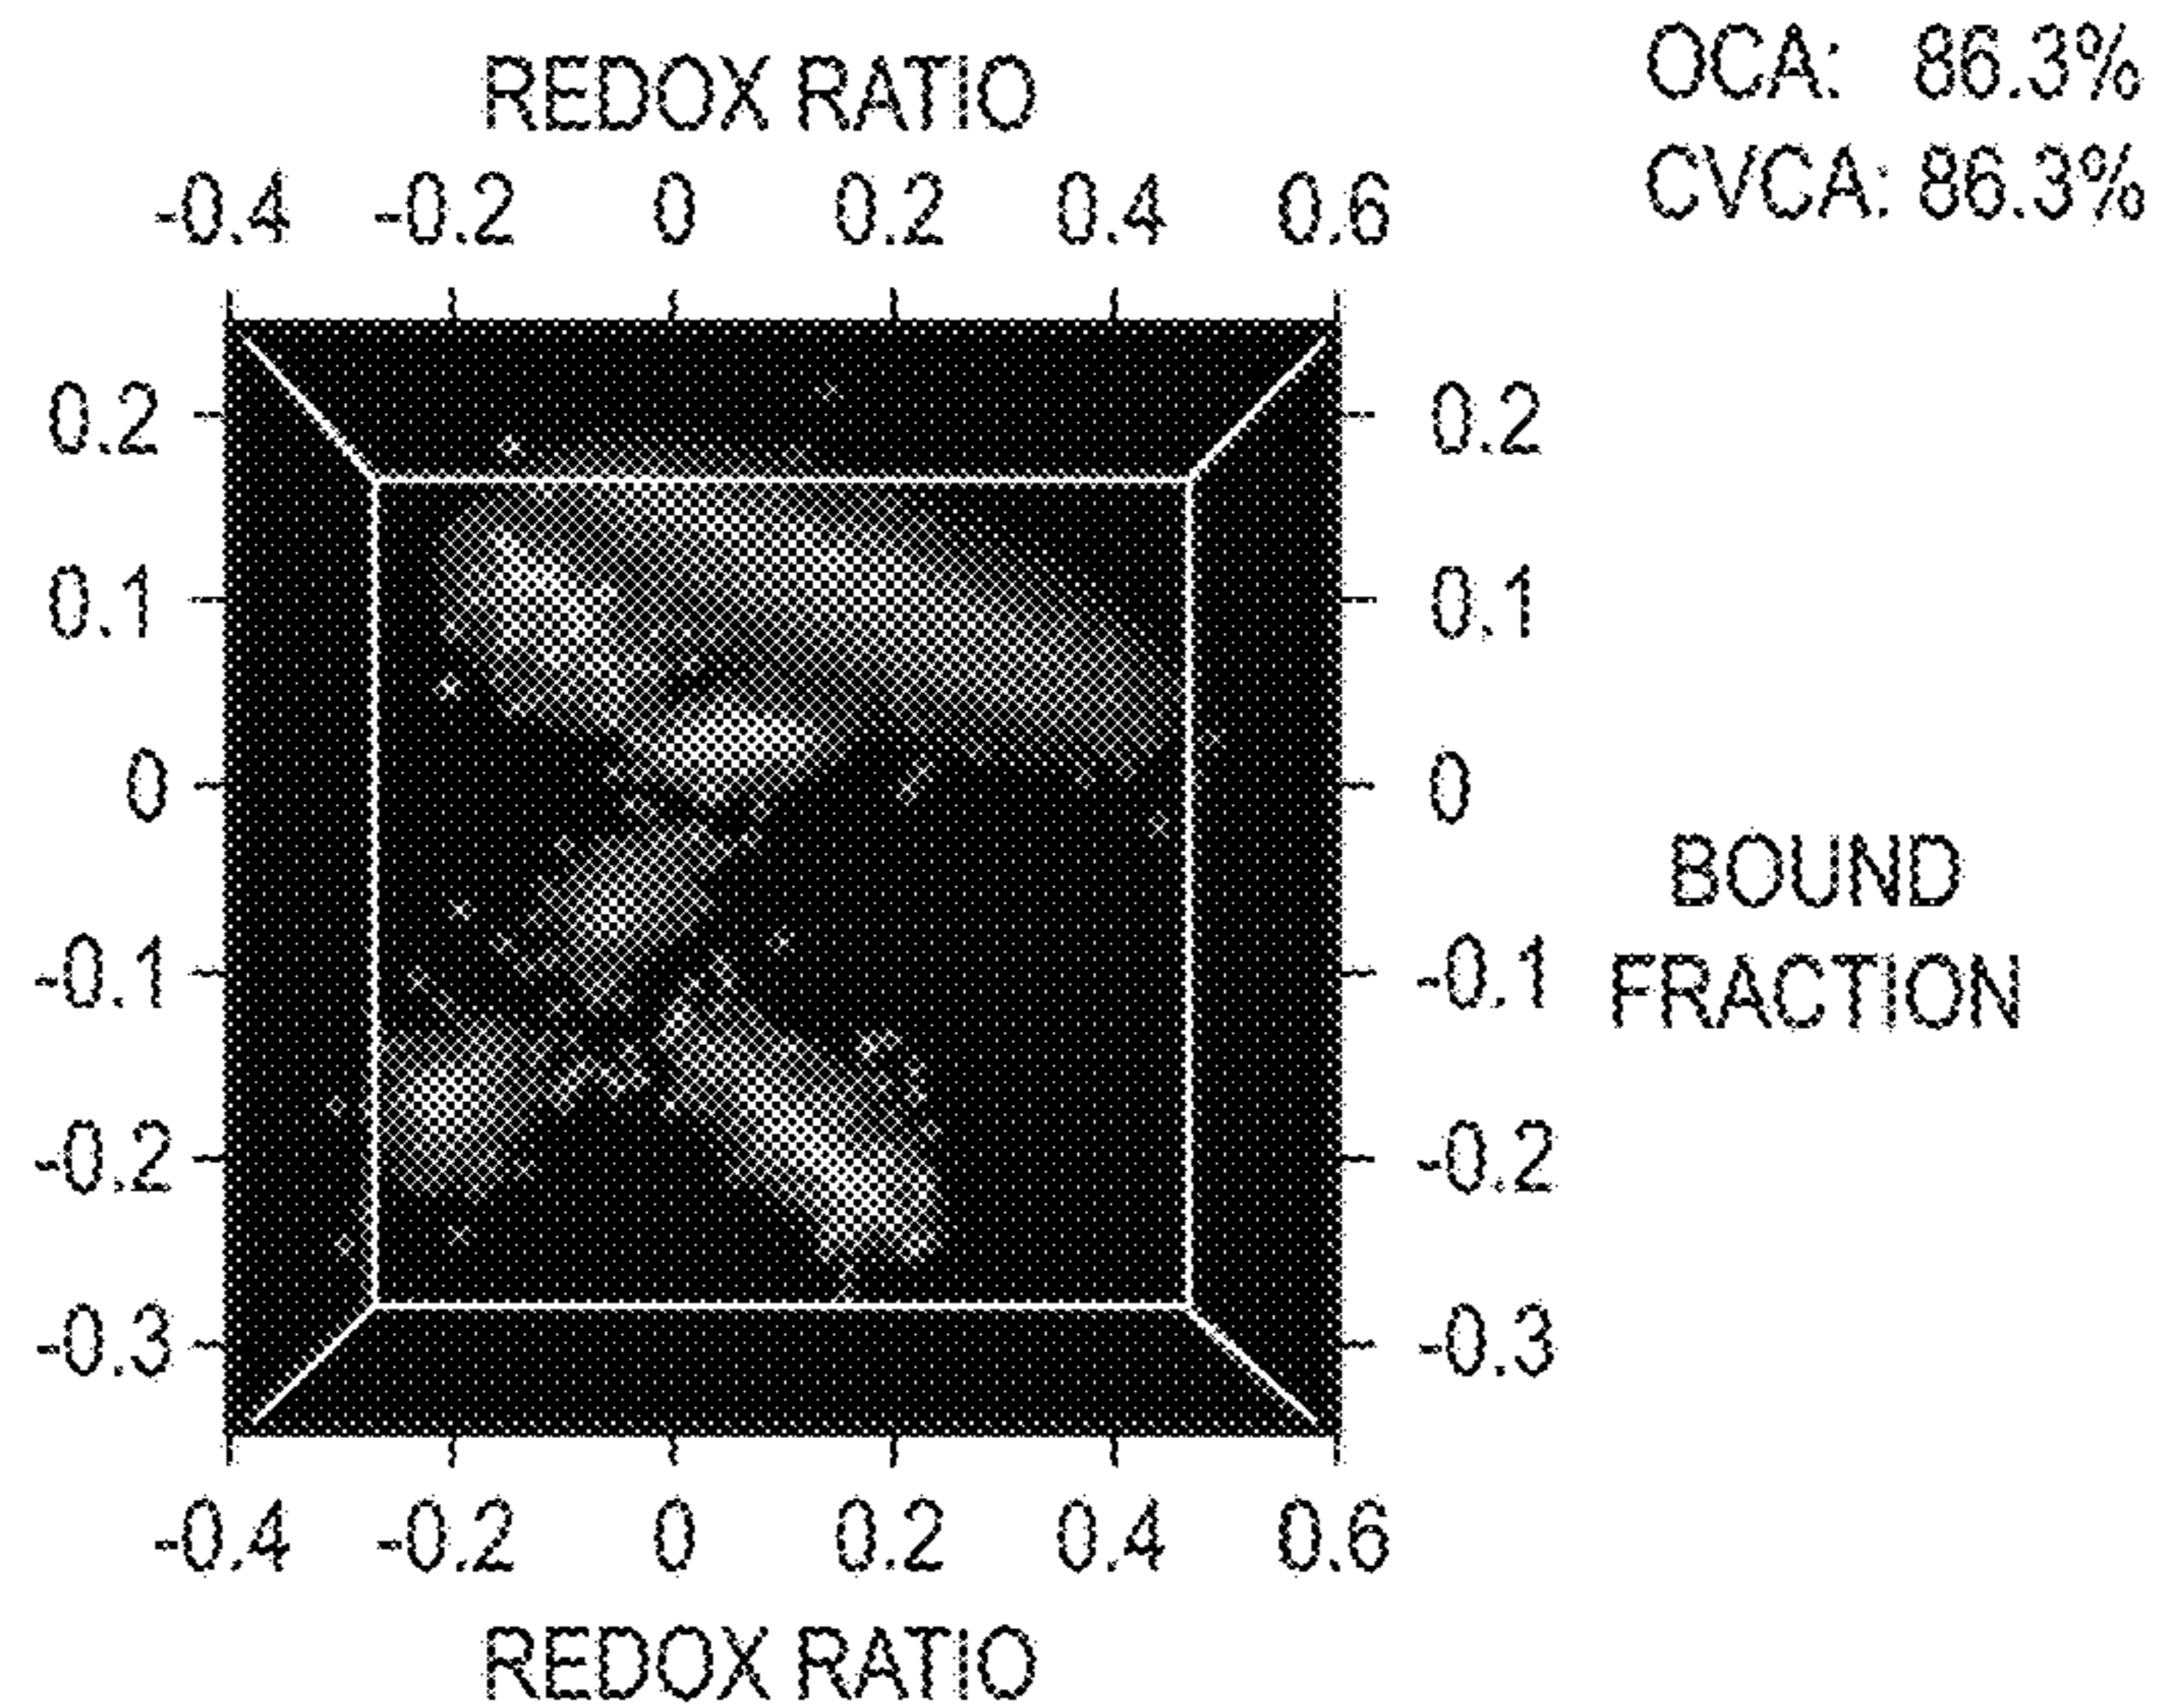 REDOX RATIO
OCA: 86.3%
CVCA: 86.3%
-0.4 -0.2 0 0.2 0.4 0.6
0.2 0.2
0.1 0.1
0 0
BOUND
FRACTION
-0.1 -0.1
-0.2 -0.2
-0.3 -0.3
-0.4 -0.2 0 0.2 0.4 0.6
REDOX RATIO